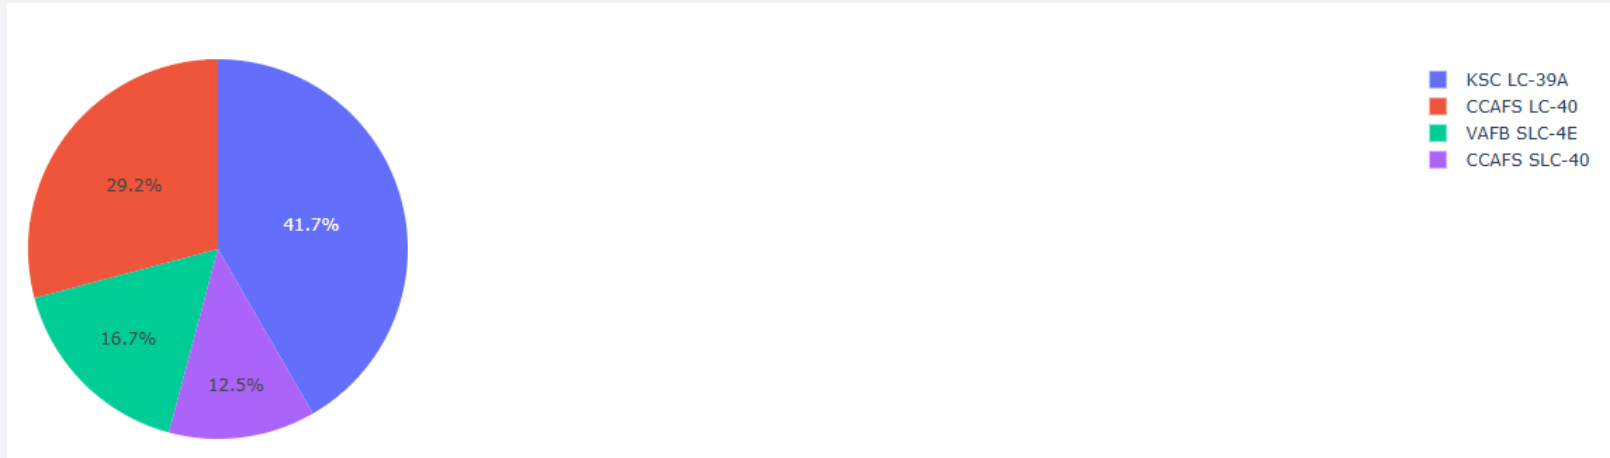 KSC LC-39A
CCAFS LC-40
VAFB SLC-4E
CCAFS SLC-40
29.2%
41.7%
16.7%
12.5%